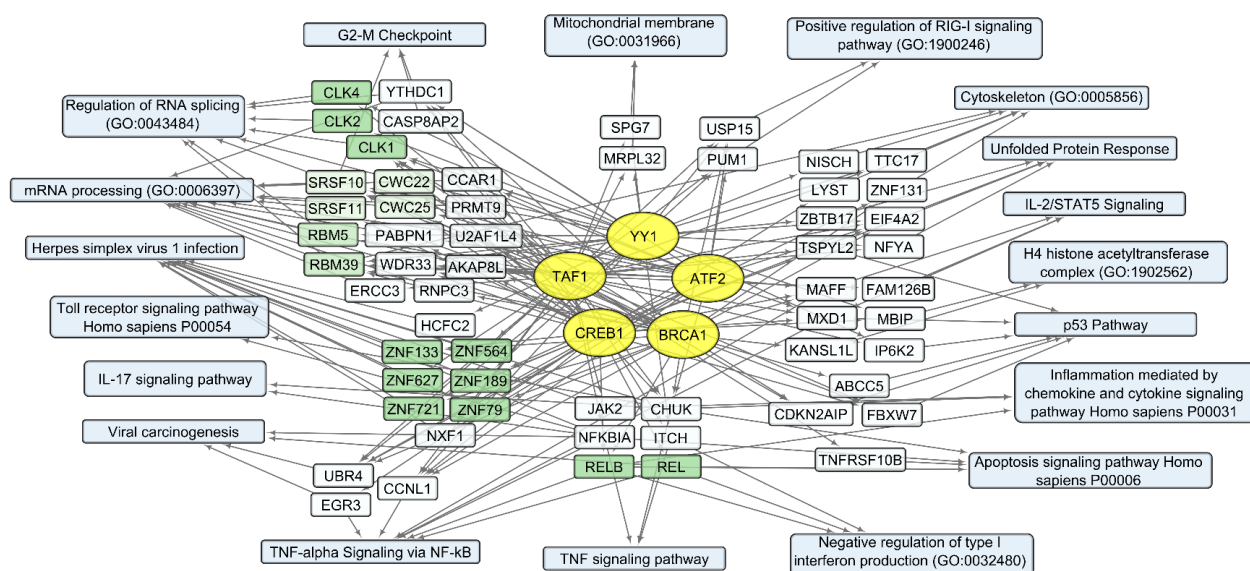 Mitochondrial membrane
(GO:0031966)
Positive regulation of RIG-I signaling
pathway (GO:1900246)
G2-M Checkpoint
CLK4
YTHDC1
Cytoskeleton (GO:0005856)
Regulation of RNA splicing
(GO:0043484)
CLK2
CASP8AP2
SPG7
USP15
CLK1
Unfolded Protein Response
MRPL32
PUM1
NISCH
TTC17
mRNA processing (GO:0006397)
SRSF10
CWC22
CCAR1
LYST
ZNF131
IL-2/STAT5 Signaling
SRSF11
CWC25
PRMT9
ZBTB17
EIF4A2
RBM5
PABPN1
U2AF1L4
YY1
TSPYL2
NFYA
Herpes simplex virus 1 infection
H4 histone acetyltransferase
complex (GO:1902562)
RBM39
WDR33
AKAP8L
TAF1
ATF2
ERCC3
RNPC3
MAFF
FAM126B
Toll receptor signaling pathway
Homo sapiens P00054
HCFC2
CREB1
BRCA1
MXD1
MBIP
p53 Pathway
ZNF133
ZNF564
KANSL1L
IP6K2
IL-17 signaling pathway
ZNF627
ZNF189
ABCC5
Inflammation mediated by
chemokine and cytokine signaling
pathway Homo sapiens P00031
ZNF721
ZNF79
JAK2
CHUK
CDKN2AIP
FBXW7
Viral carcinogenesis
NXF1
NFKBIA
ITCH
TNFRSF10B
UBR4
RELB
REL
Apoptosis signaling pathway Homo
sapiens P00006
CCNL1
EGR3
TNF-alpha Signaling via NF-kB
TNF signaling pathway
Negative regulation of type I
interferon production (GO:0032480)